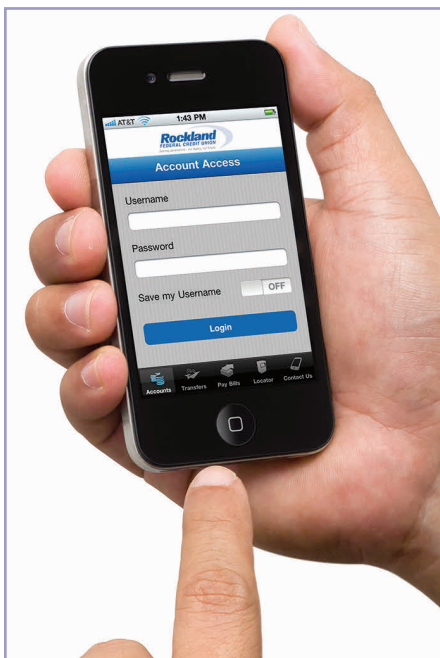 AT&T 1:43 PM
Rockland
FEDERAL CREDIT UNION
Account Access
Username
Password
Save my Username OFF
Login
Accounts Transfers Pay Bills Locator Contact Us